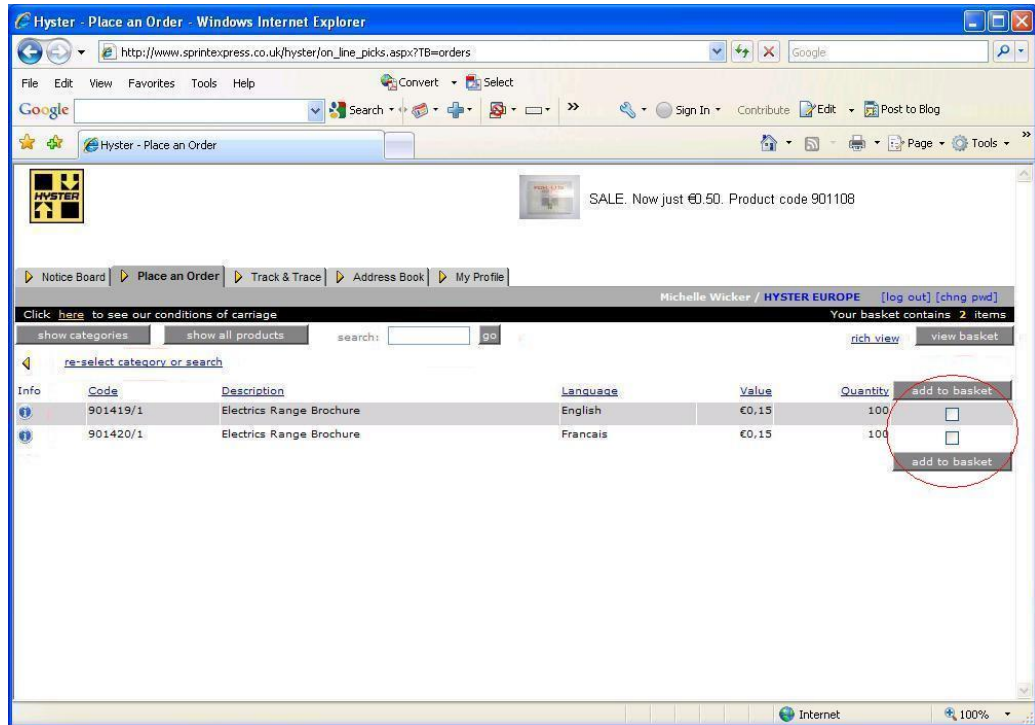 Hyster - Place an Order - Windows Internet Explorer
http://www.sprintexpress.co.uk/hyster/on_line_picks.aspx?TB=orders
Google
File Edit View Favorites Tools Help Convert Select
Google Search Sign In Contribute Edit Post to Blog
Hyster - Place an Order Page Tools
HYSTER
SALE. Now just €0.50. Product code 901108
Notice Board Place an Order Track & Trace Address Book My Profile
Michelle Wicker / HYSTER EUROPE [log out] [chng pwd]
Click here to see our conditions of carriage Your basket contains 2 items
show categories show all products search: go rich view view basket
re-select category or search
Info Code Description Language Value Quantity add to basket
901419/1 Electrics Range Brochure English €0,15 100
901420/1 Electrics Range Brochure Francais €0,15 100
add to basket
Internet 100%